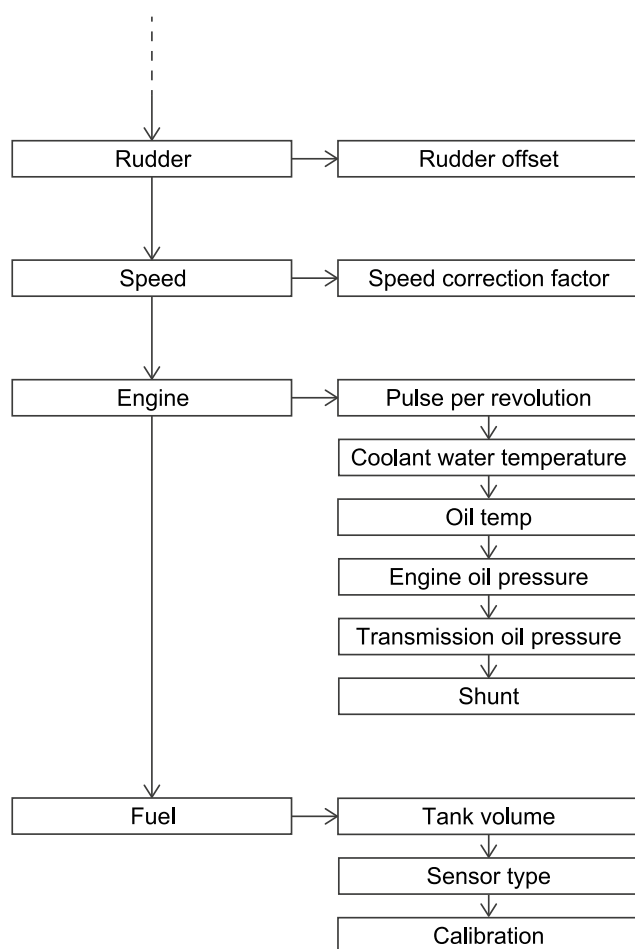 Rudder
Rudder offset
Speed
Speed correction factor
Engine
Pulse per revolution
Coolant water temperature
Oil temp
Engine oil pressure
Transmission oil pressure
Shunt
Fuel
Tank volume
Sensor type
Calibration